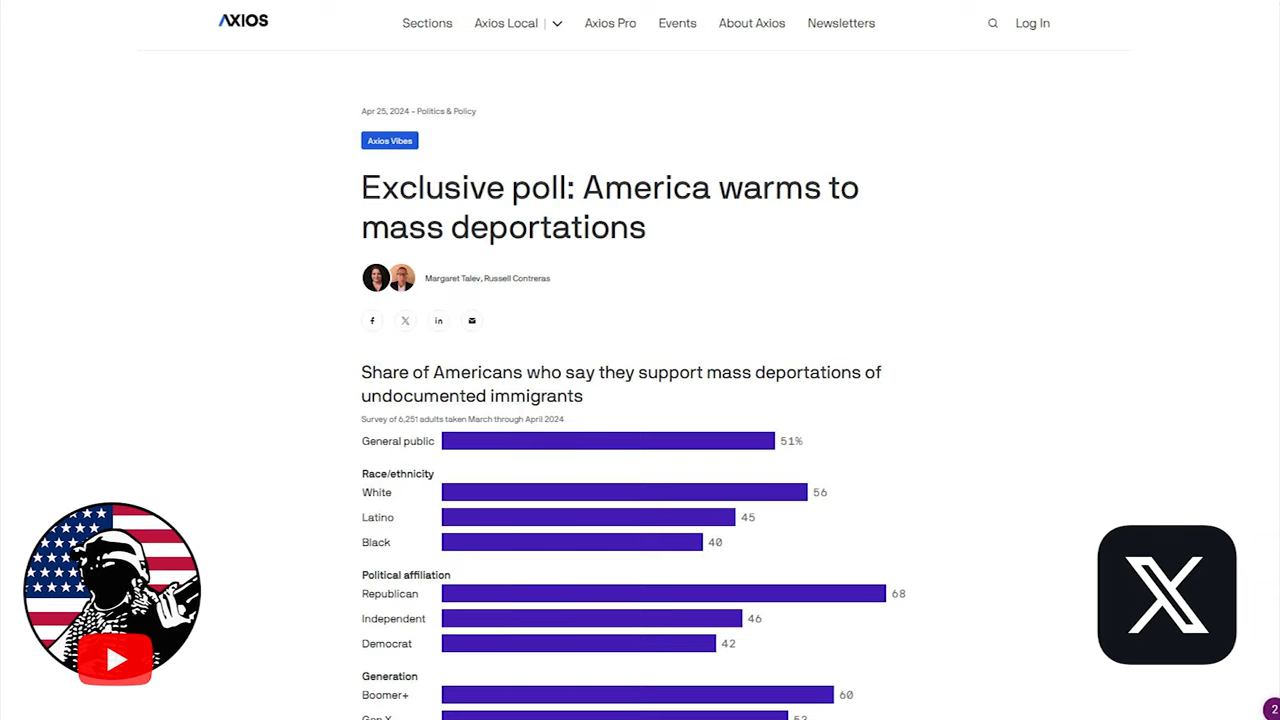 AXIOS
Sections
Axios Local
Axios Pro
Events
About Axios
Newsletters
Log In
Apr 25, 2024 - Politics & Policy
Axios Vibes
Exclusive poll: America warms to
mass deportations
Margaret Talev, Russell Contreras
Share of Americans who say they support mass deportations of
undocumented immigrants
Survey of 6,251 adults taken March through April 2024
General public 51%
Race/ethnicity
White 56
Latino 45
Black 40
Political affiliation
Republican 68
Independent 46
Democrat 42
Generation
Boomer+ 60
2